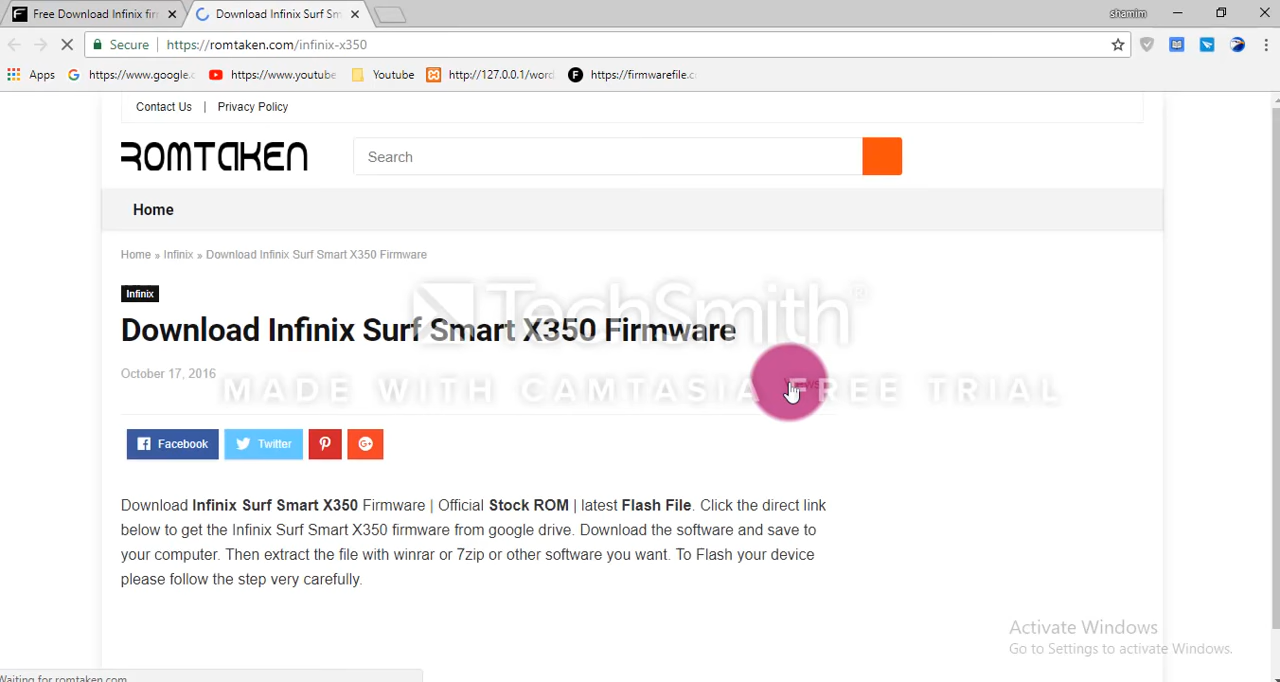 Free Download Infinix fir
Download Infinix Surf Sm
shamim
Secure | https://romtaken.com/infinix-x350
Apps https://www.google. https://www.youtube Youtube http://127.0.0.1/word https://firmwarefile.c
Contact Us | Privacy Policy
ROMTAKEN
Search
Home
Home » Infinix » Download Infinix Surf Smart X350 Firmware
Infinix
TechSmith®
Download Infinix Surf Smart X350 Firmware
October 17, 2016
MADE WITH CAMTASIA FREE TRIAL
Facebook Twitter
Download Infinix Surf Smart X350 Firmware | Official Stock ROM | latest Flash File. Click the direct link
below to get the Infinix Surf Smart X350 firmware from google drive. Download the software and save to
your computer. Then extract the file with winrar or 7zip or other software you want. To Flash your device
please follow the step very carefully.
Activate Windows
Go to Settings to activate Windows.
Waiting for romtaken.com